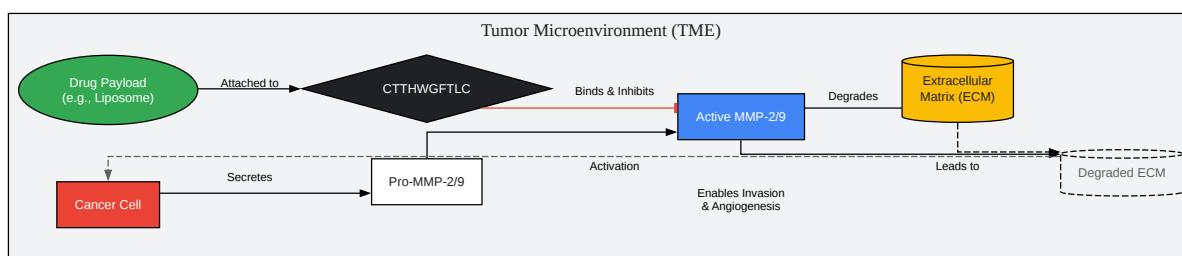 Tumor Microenvironment (TME)
Drug Payload
(e.g., Liposome)
Attached to
CTTHWGFTLC
Binds & Inhibits
Active MMP-2/9
Degrades
Extracellular
Matrix (ECM)
Cancer Cell
Secretes
Pro-MMP-2/9
Activation
Enables Invasion
& Angiogenesis
Leads to
Degraded ECM